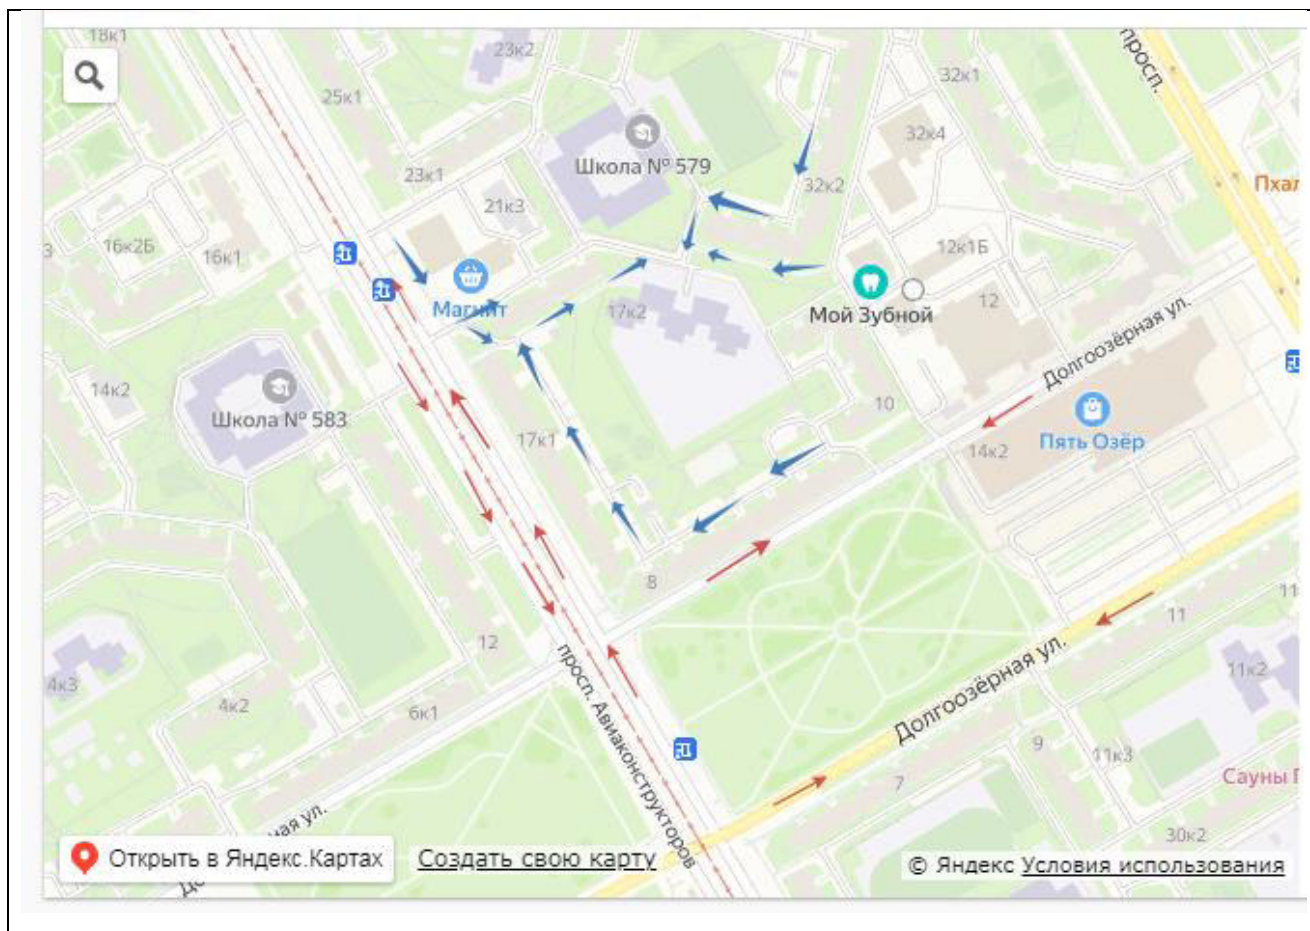 18к1
23к2
просп.
32к1
25к1
32к4
Школа № 579
23к1
32к2
21к3
16к2Б
16к1
12к1Б
12
Магнит
17к2
Мой Зубной
Долгоозёрная ул.
14к2
Школа № 583
10
17к1
Пять Озёр
14к2
8
11
12
просп. Авиаконструкторов
4к3
4к2
6к1
Долгоозёрная ул.
11к2
9
11к3
7
Сауны
30к2
ная ул.
Открыть в Яндекс.Картах
Создать свою карту
© Яндекс Условия использования